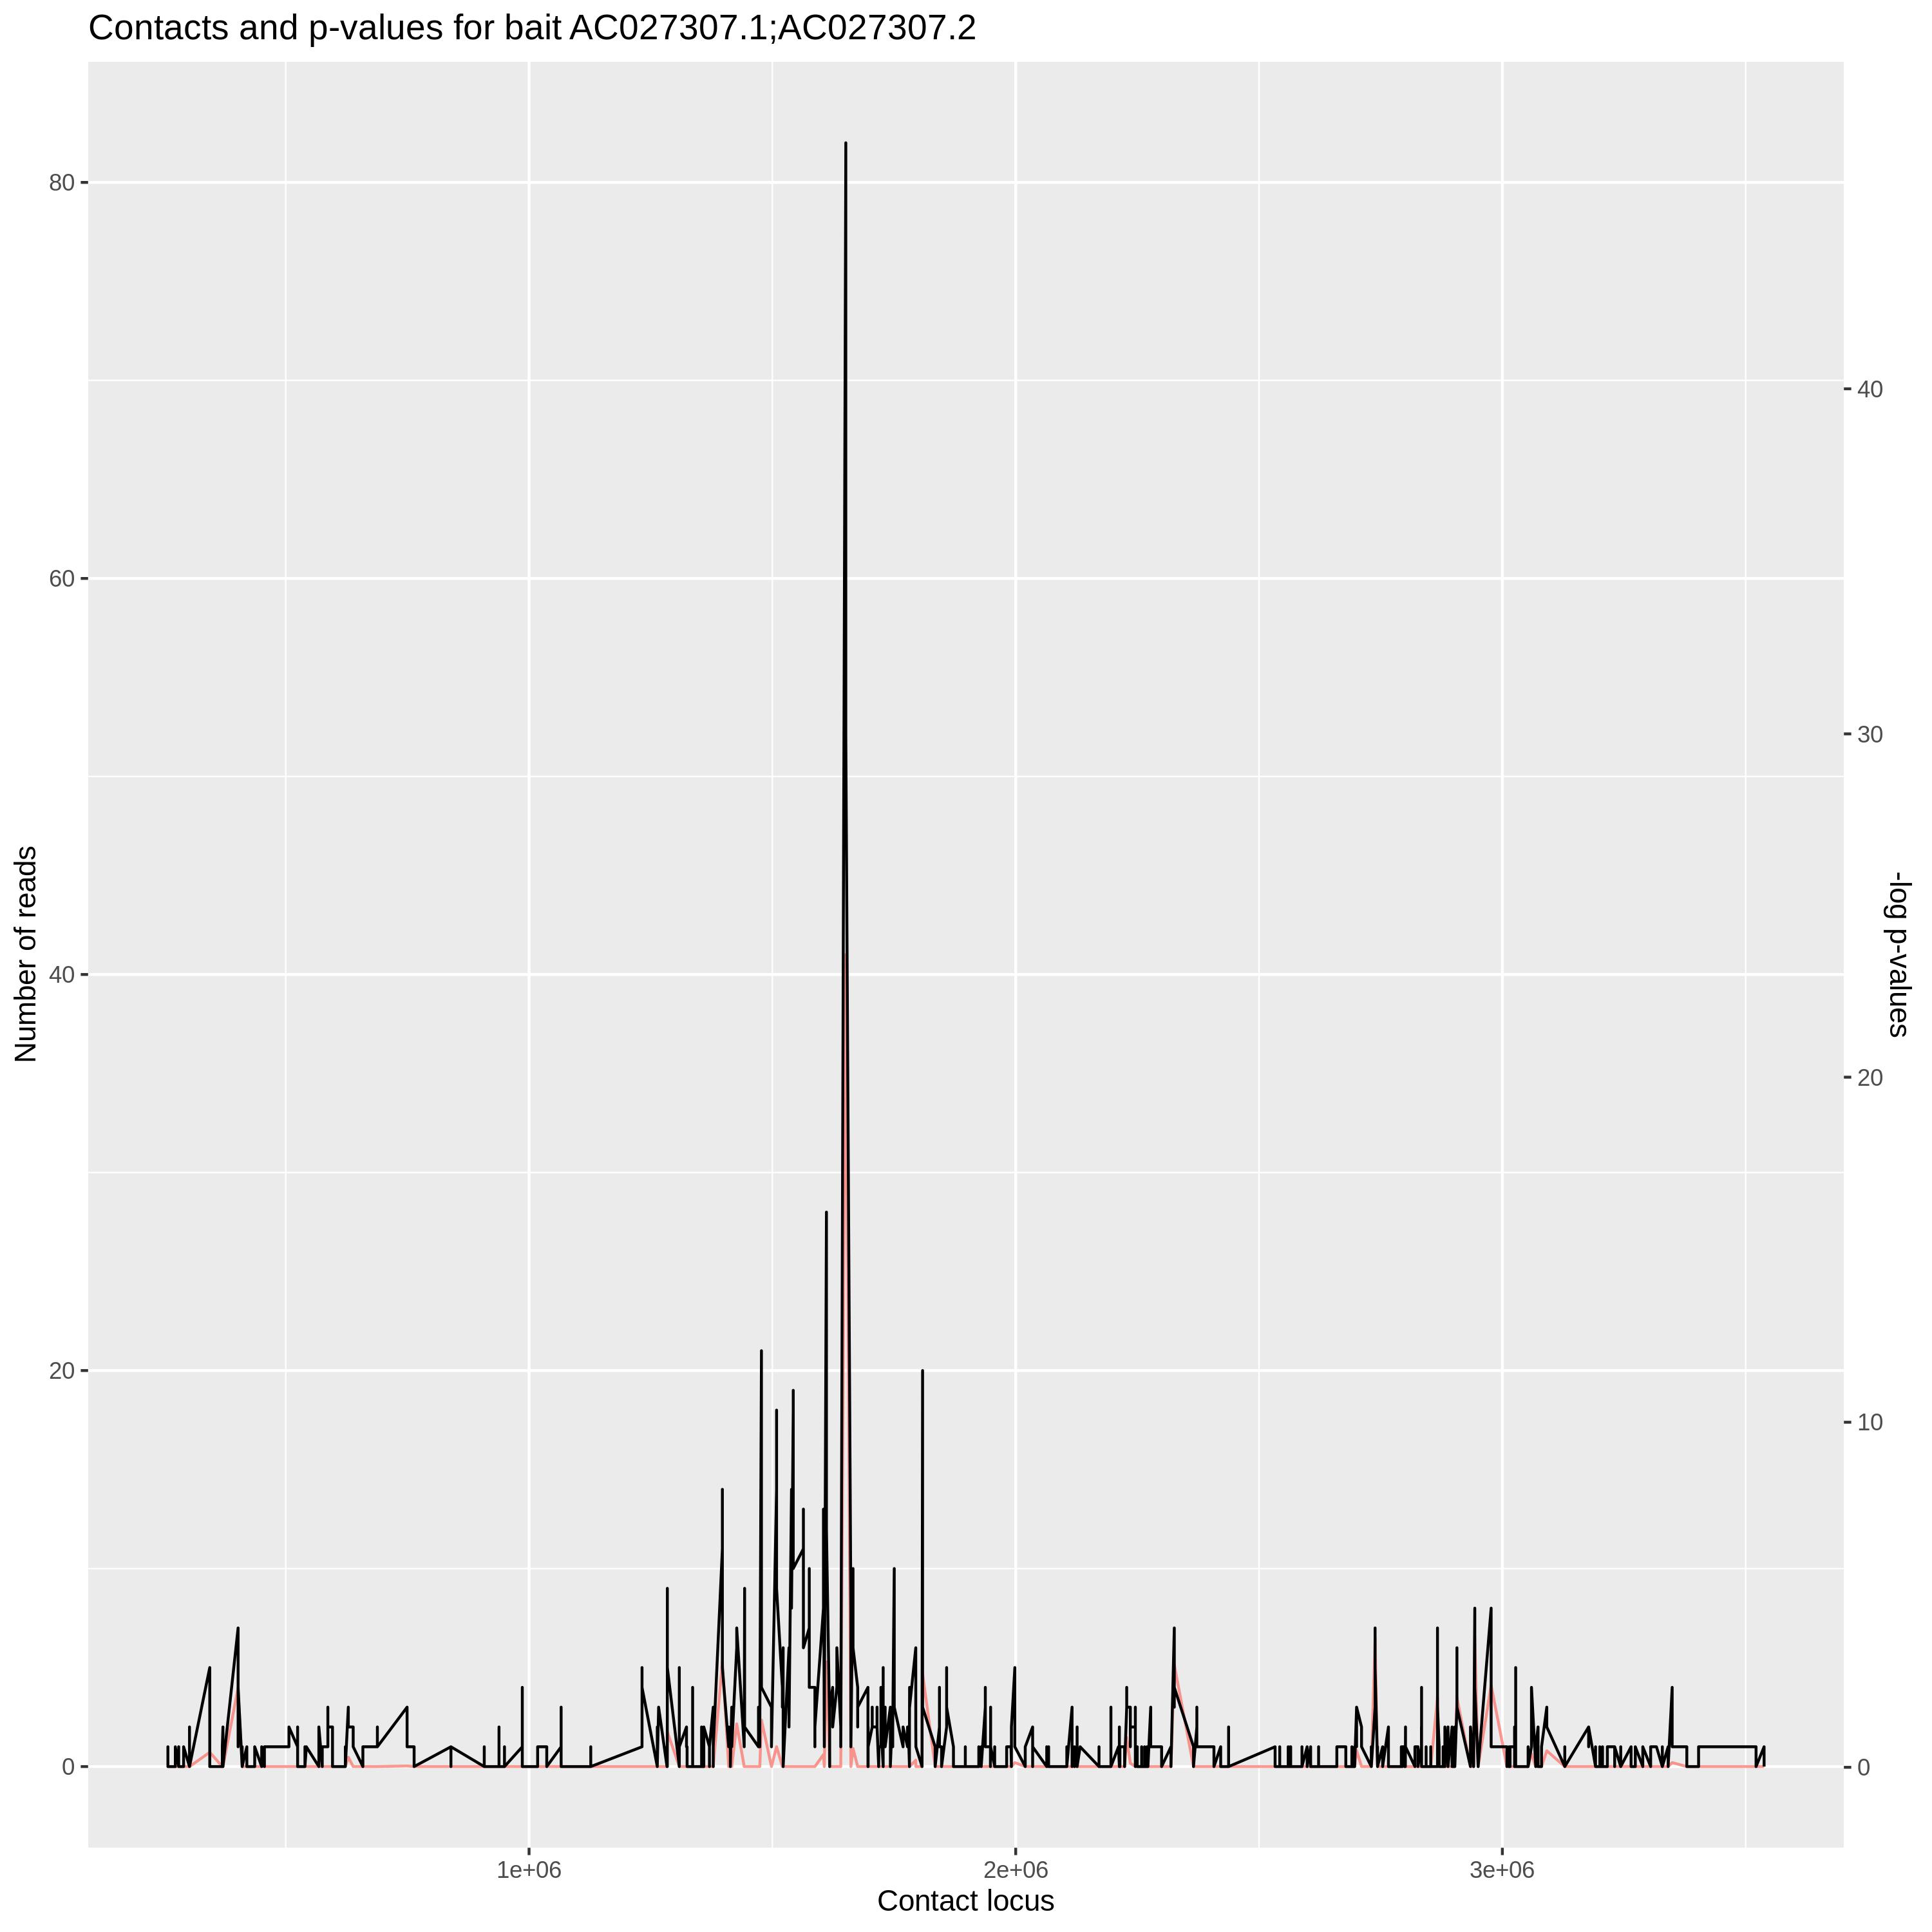 Contacts and p-values for bait AC027307.1;AC027307.2
80
60
40
20
0
Number of reads
40
30
20
10
0
-log p-values
1e+06
2e+06
3e+06
Contact locus